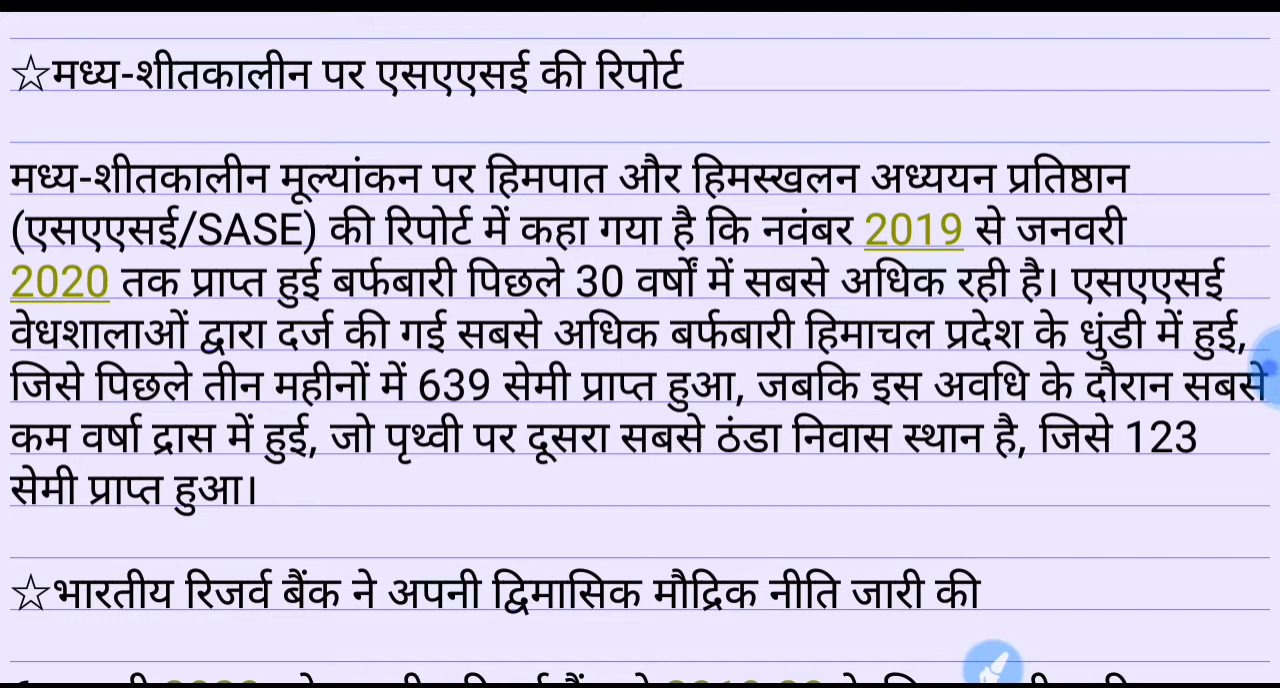 ☆मध्य-शीतकालीन पर एसएएसई की रिपोर्ट
मध्य-शीतकालीन मूल्यांकन पर हिमपात और हिमस्खलन अध्ययन प्रतिष्ठान
(एसएएसई/SASE) की रिपोर्ट में कहा गया है कि नवंबर 2019 से जनवरी
2020 तक प्राप्त हुई बर्फबारी पिछले 30 वर्षों में सबसे अधिक रही है। एसएएसई
वेधशालाओं द्वारा दर्ज की गई सबसे अधिक बर्फबारी हिमाचल प्रदेश के धुंडी में हुई,
जिसे पिछले तीन महीनों में 639 सेमी प्राप्त हुआ, जबकि इस अवधि के दौरान सबसे
कम वर्षा द्रास में हुई, जो पृथ्वी पर दूसरा सबसे ठंडा निवास स्थान है, जिसे 123
सेमी प्राप्त हुआ।
☆भारतीय रिजर्व बैंक ने अपनी द्विमासिक मौद्रिक नीति जारी की